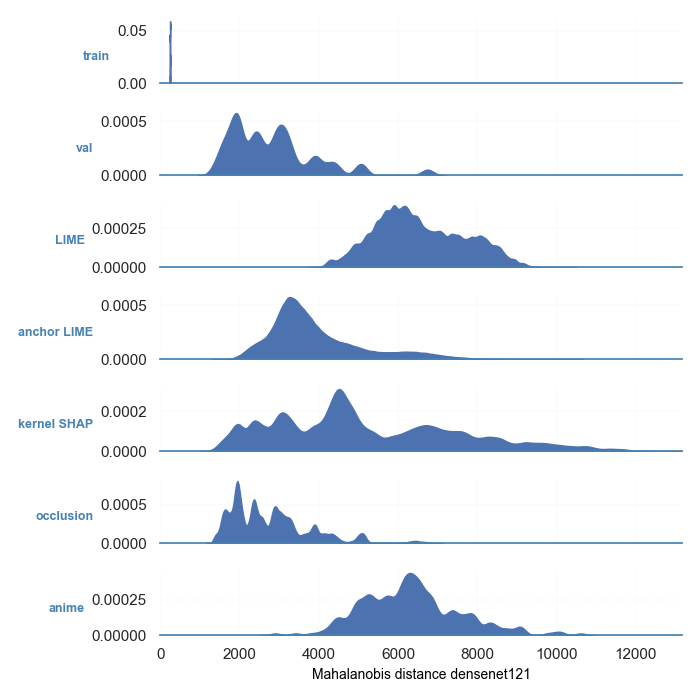 0.05
train
0.00
0.0005
val
0.0000
LIME
0.00025
0.00000
0.0005
anchor LIME
0.0000
0.0002
kernel SHAP
0.0000
0.0005
occlusion
0.0000
0.00025
anime
0.00000
0 2000 4000 6000 8000 10000 12000
Mahalanobis distance densenet121